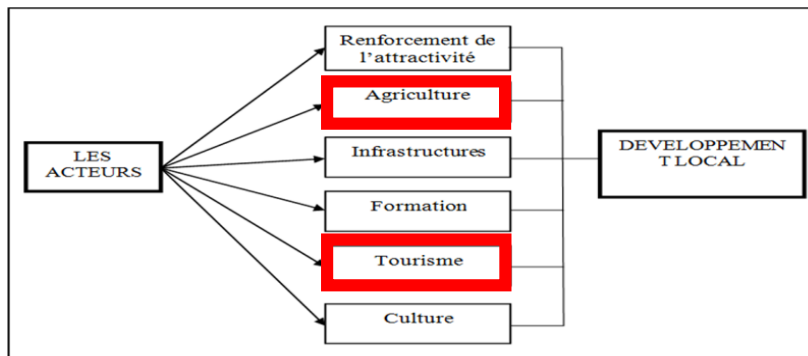 Renforcement de
l'attractivité
Agriculture
LES
ACTEURS
Infrastructures
DEVELOPPEMEN
T LOCAL
Formation
Tourisme
Culture